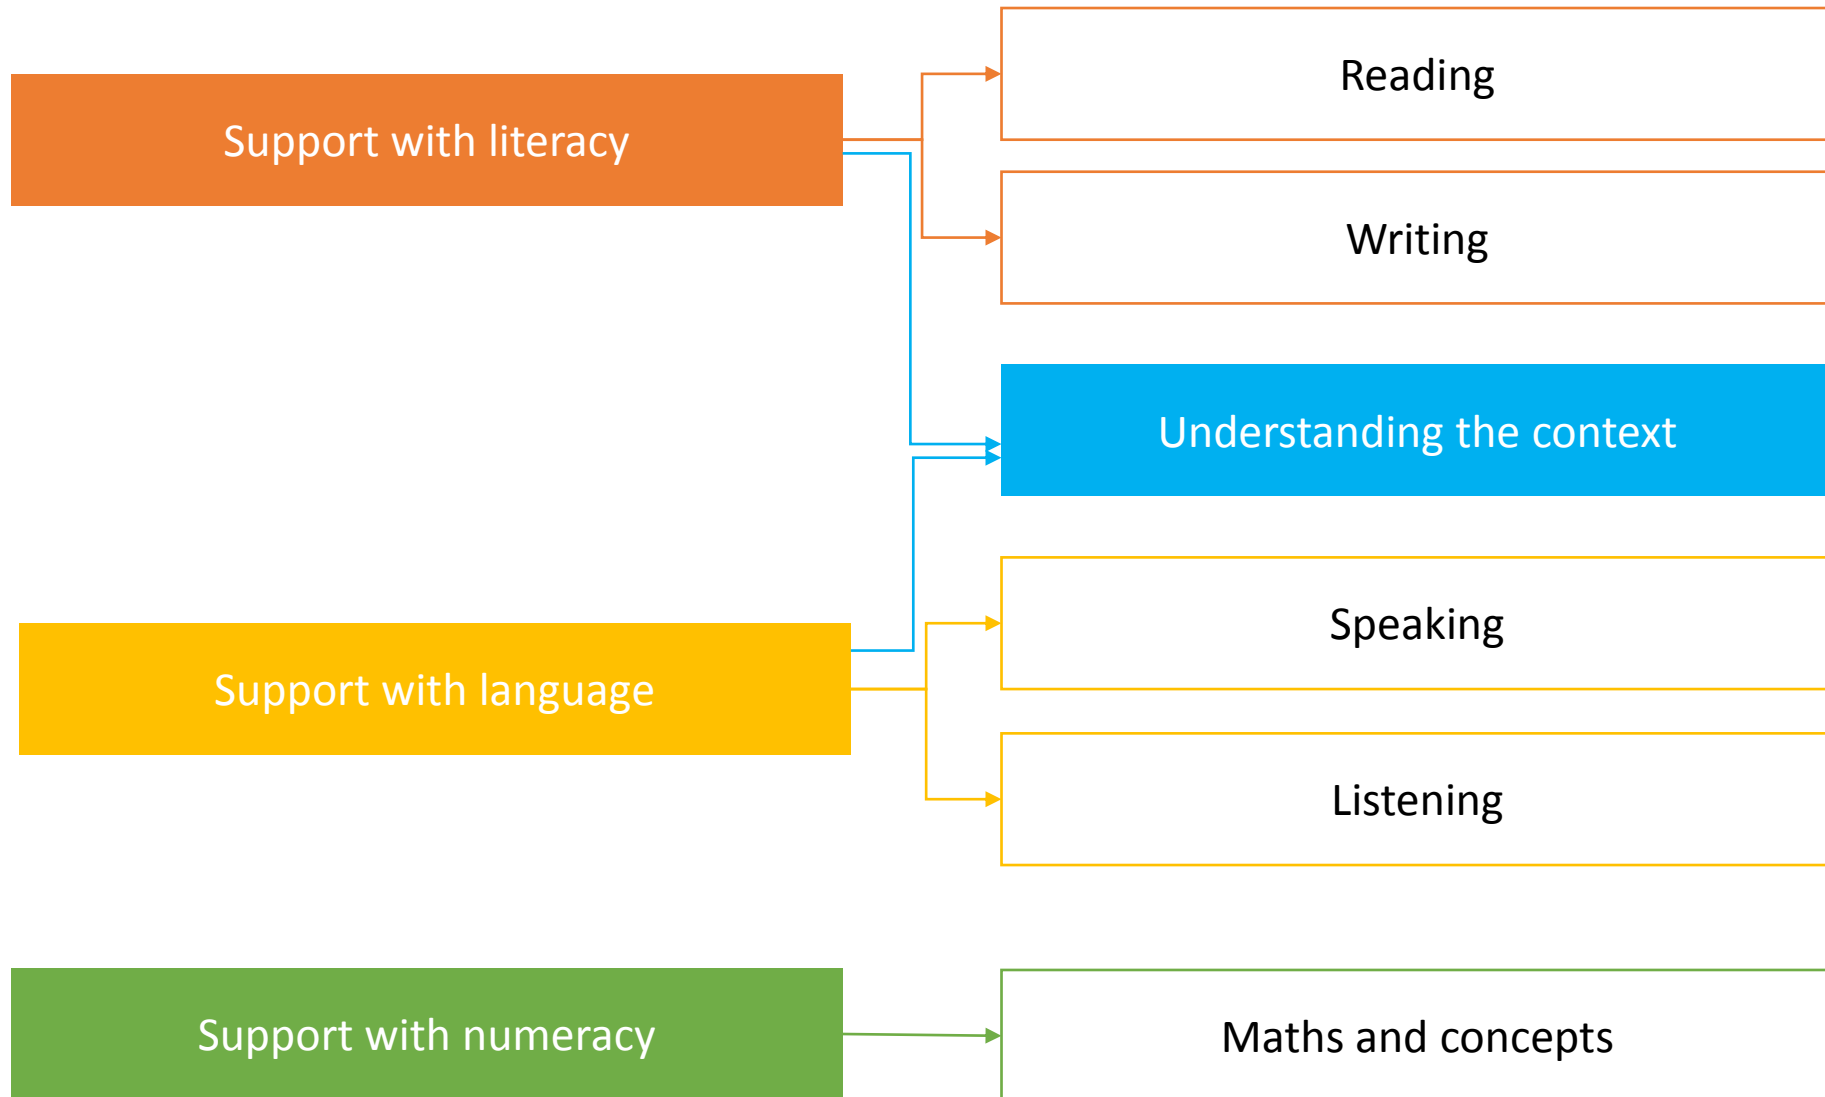 Support with literacy
Reading
Writing
Understanding the context
Support with language
Speaking
Listening
Support with numeracy
Maths and concepts